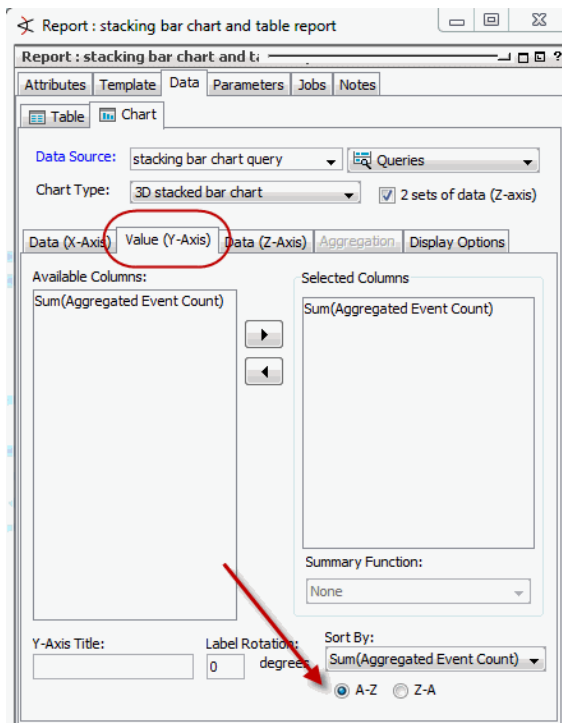 Report : stacking bar chart and table report
Report : stacking bar chart and ta
Attributes Template Data Parameters Jobs Notes
Table Chart
Data Source: stacking bar chart query Queries
Chart Type: 3D stacked bar chart 2 sets of data (Z-axis)
Data (X-Axis) Value (Y-Axis) Data (Z-Axis) Aggregation Display Options
Available Columns: Selected Columns
Sum(Aggregated Event Count) Sum(Aggregated Event Count)
Summary Function:
None
Y-Axis Title: Label Rotation: Sort By:
0 degrees Sum(Aggregated Event Count)
A-Z Z-A